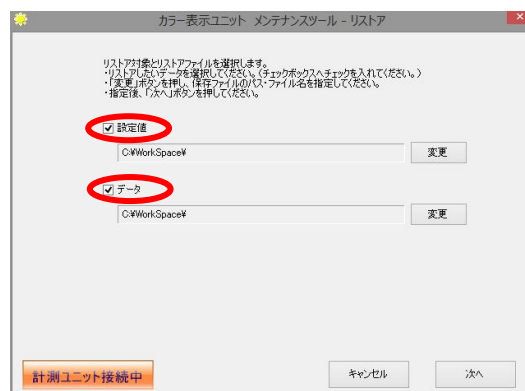 カラー表示ユニット メンテナンスツール - リストア
リストア対象とリストアファイルを選択します。
・リストアしたいデータを選択してください。(チェックボックスへチェックを入れてください。)
・「変更」ボタンを押し、保存ファイルのパス・ファイル名を指定してください。
・指定後、「次へ」ボタンを押してください。
設定値
C:¥WorkSpace¥
変更
データ
C:¥WorkSpace¥
変更
計測ユニット接続中
キャンセル
次へ